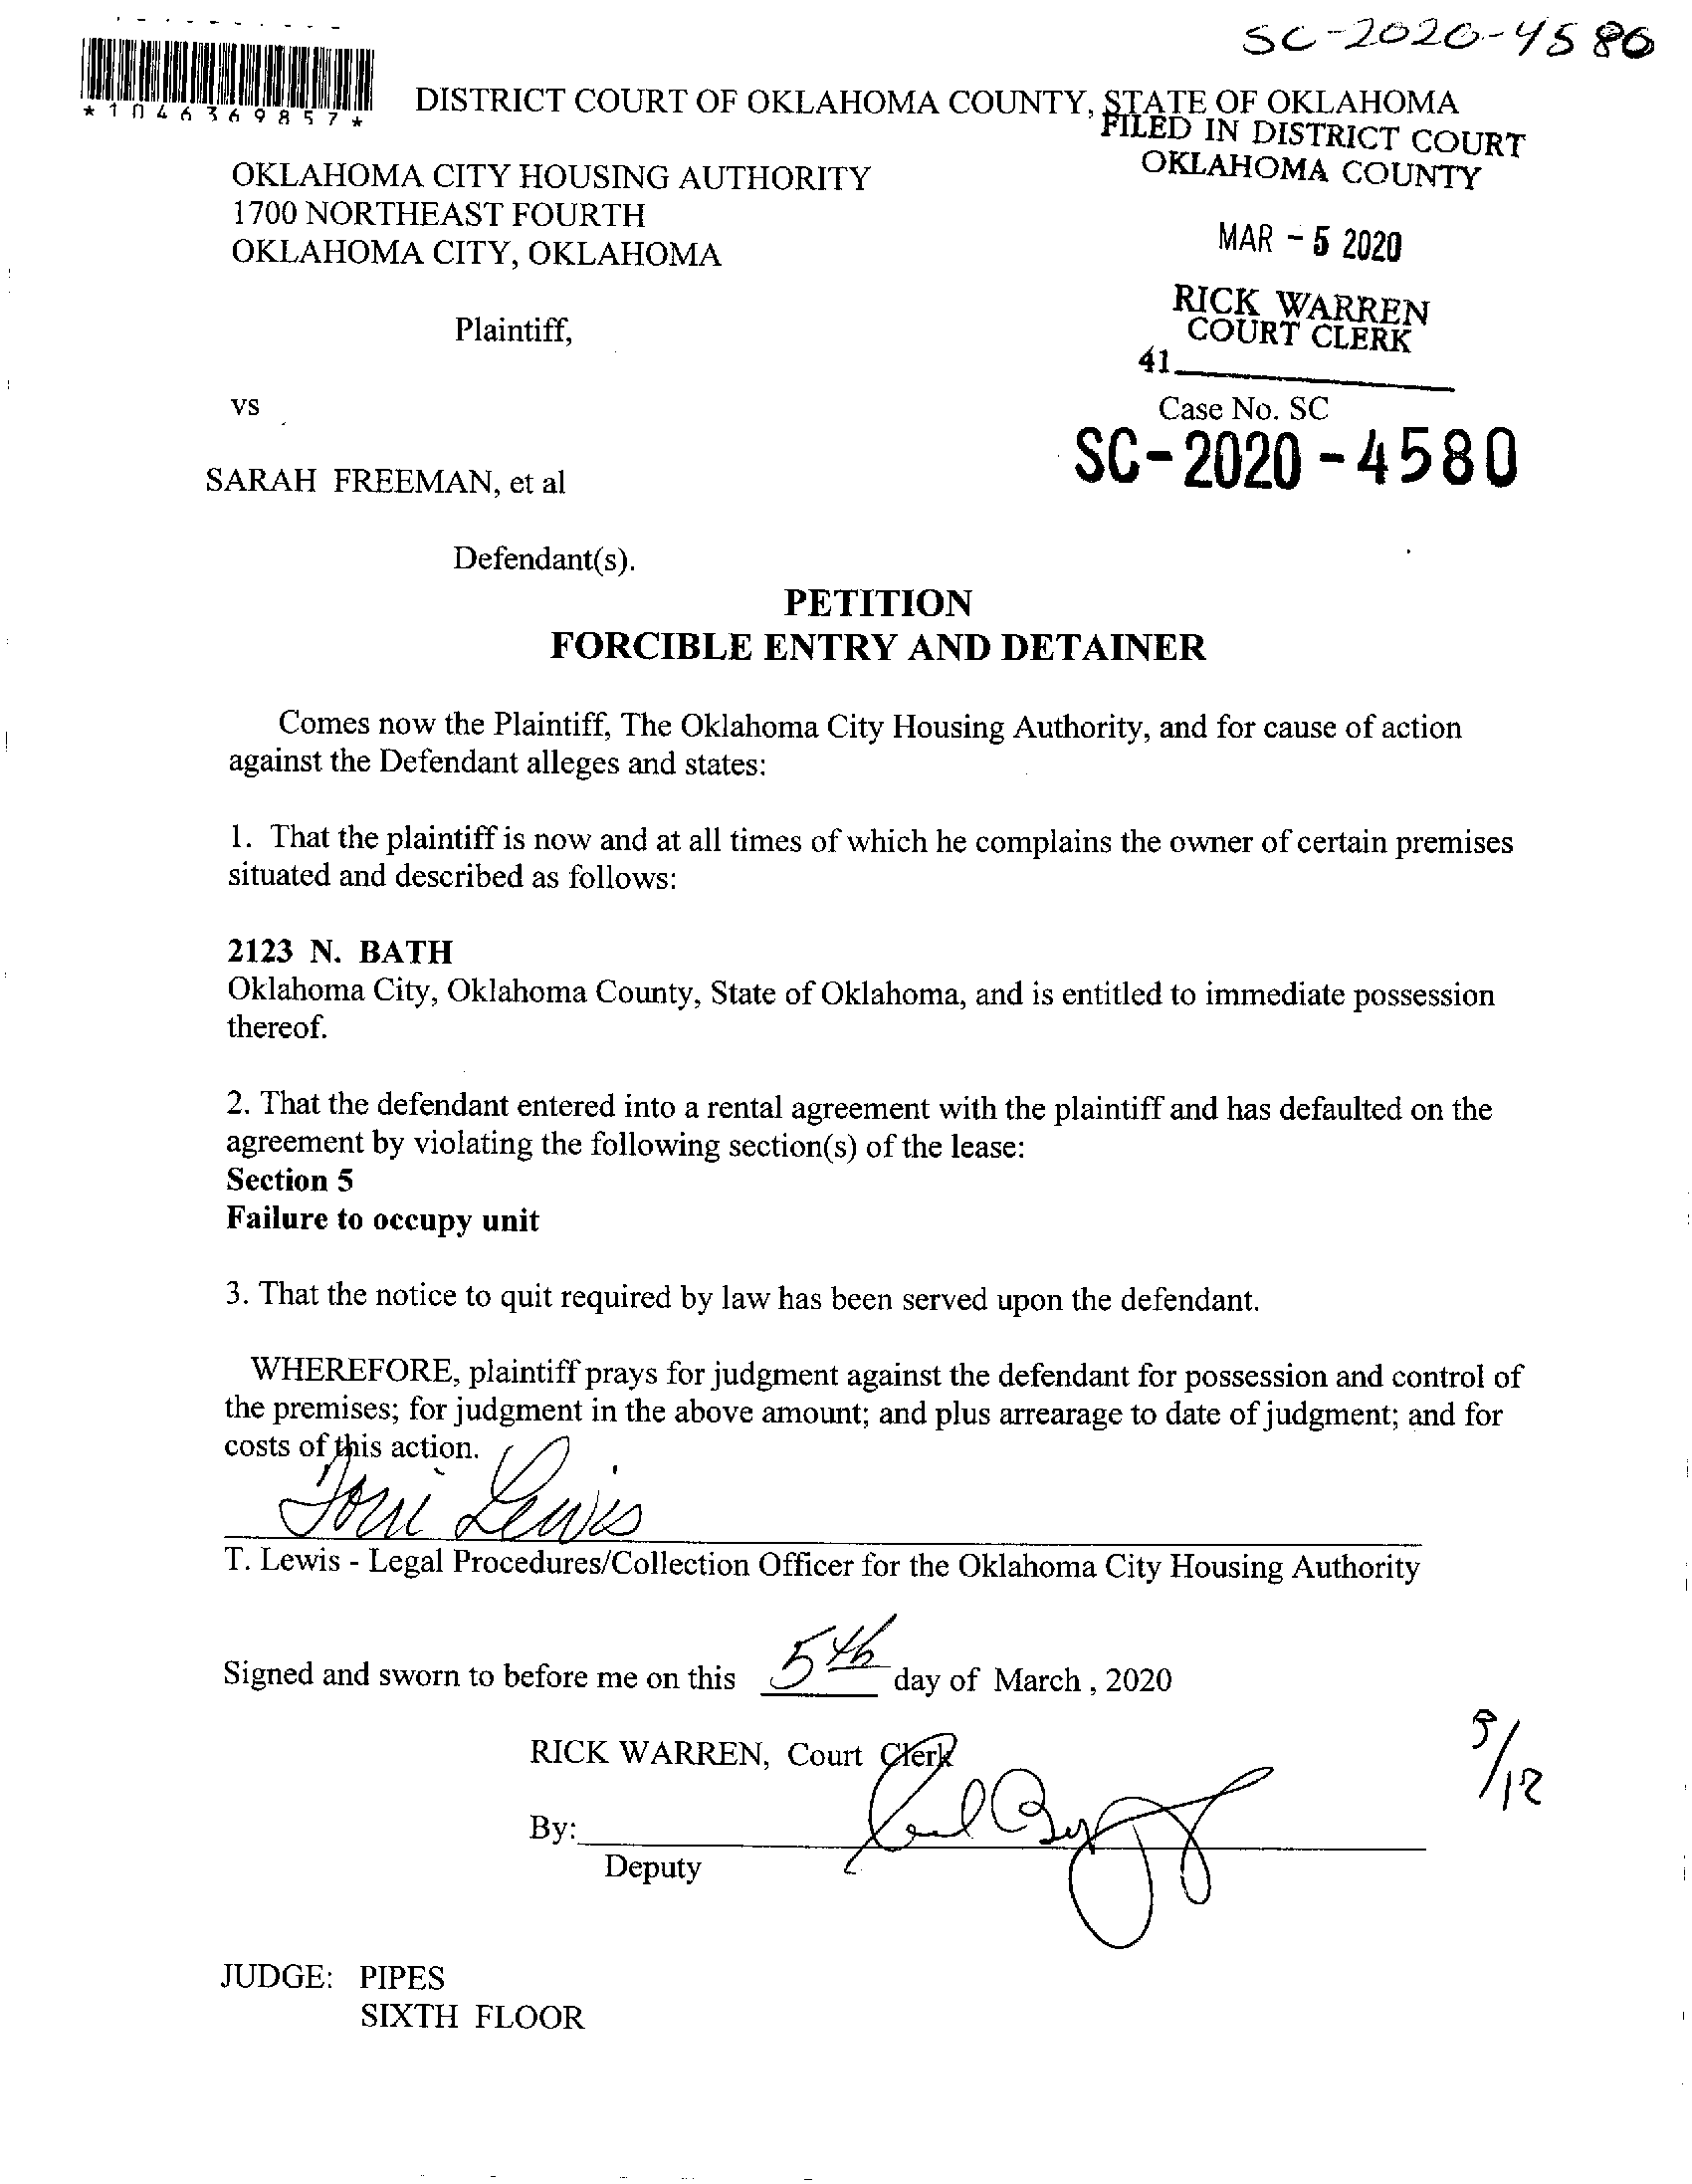 SC-2020-4580
*1046369857*
DISTRICT COURT OF OKLAHOMA COUNTY, STATE OF OKLAHOMA
FILED IN DISTRICT COURT
OKLAHOMA COUNTY
OKLAHOMA CITY HOUSING AUTHORITY
1700 NORTHEAST FOURTH
OKLAHOMA CITY, OKLAHOMA
MAR - 5 2020
RICK WARREN
COURT CLERK
41
Plaintiff,
vs
Case No. SC
SC-2020-4580
SARAH FREEMAN, et al
Defendant(s).
PETITION
FORCIBLE ENTRY AND DETAINER
Comes now the Plaintiff, The Oklahoma City Housing Authority, and for cause of action
against the Defendant alleges and states:
1. That the plaintiff is now and at all times of which he complains the owner of certain premises
situated and described as follows:
2123 N. BATH
Oklahoma City, Oklahoma County, State of Oklahoma, and is entitled to immediate possession
thereof.
2. That the defendant entered into a rental agreement with the plaintiff and has defaulted on the
agreement by violating the following section(s) of the lease:
Section 5
Failure to occupy unit
3. That the notice to quit required by law has been served upon the defendant.
WHEREFORE, plaintiff prays for judgment against the defendant for possession and control of
the premises; for judgment in the above amount; and plus arrearage to date of judgment; and for
costs of this action.
Toni Lewis
T. Lewis - Legal Procedures/Collection Officer for the Oklahoma City Housing Authority
Signed and sworn to before me on this 5th day of March , 2020
RICK WARREN, Court Clerk
By:
Deputy
JUDGE: PIPES
SIXTH FLOOR